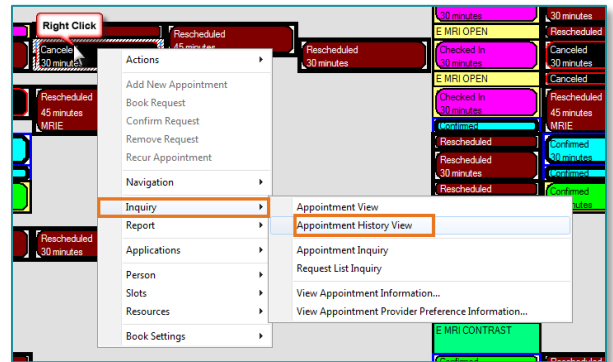 30 minutes
30 minutes
Right Click
Rescheduled
45 minutes
E MRI OPEN
Rescheduled
Canceled
30 minutes
Rescheduled
30 minutes
Checked In
30 minutes
Canceled
30 minutes
E MRI OPEN
Canceled
Rescheduled
45 minutes
MRIE
Checked In
30 minutes
Rescheduled
45 minutes
MRIE
Confirmed
Rescheduled
Confirmed
30 minutes
Rescheduled
30 minutes
Confirmed
Rescheduled
Confirmed
Rescheduled
30 minutes
Actions
Add New Appointment
Book Request
Confirm Request
Remove Request
Recur Appointment
Navigation
Inquiry
Report
Applications
Person
Slots
Resources
Book Settings
Appointment View
Appointment History View
Appointment Inquiry
Request List Inquiry
View Appointment Information...
View Appointment Provider Preference Information...
E MRI CONTRAST